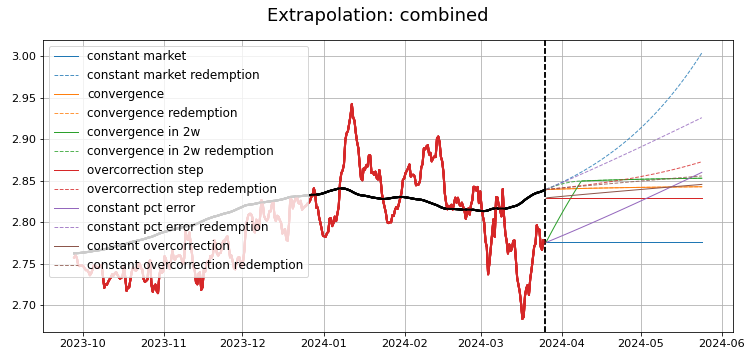 Extrapolation: combined
3.00
2.95
2.90
2.85
2.80
2.75
2.70
constant market
constant market redemption
convergence
convergence redemption
convergence in 2w
convergence in 2w redemption
overcorrection step
overcorrection step redemption
constant pct error
constant pct error redemption
constant overcorrection
constant overcorrection redemption
2023-10 2023-11 2023-12 2024-01 2024-02 2024-03 2024-04 2024-05 2024-06